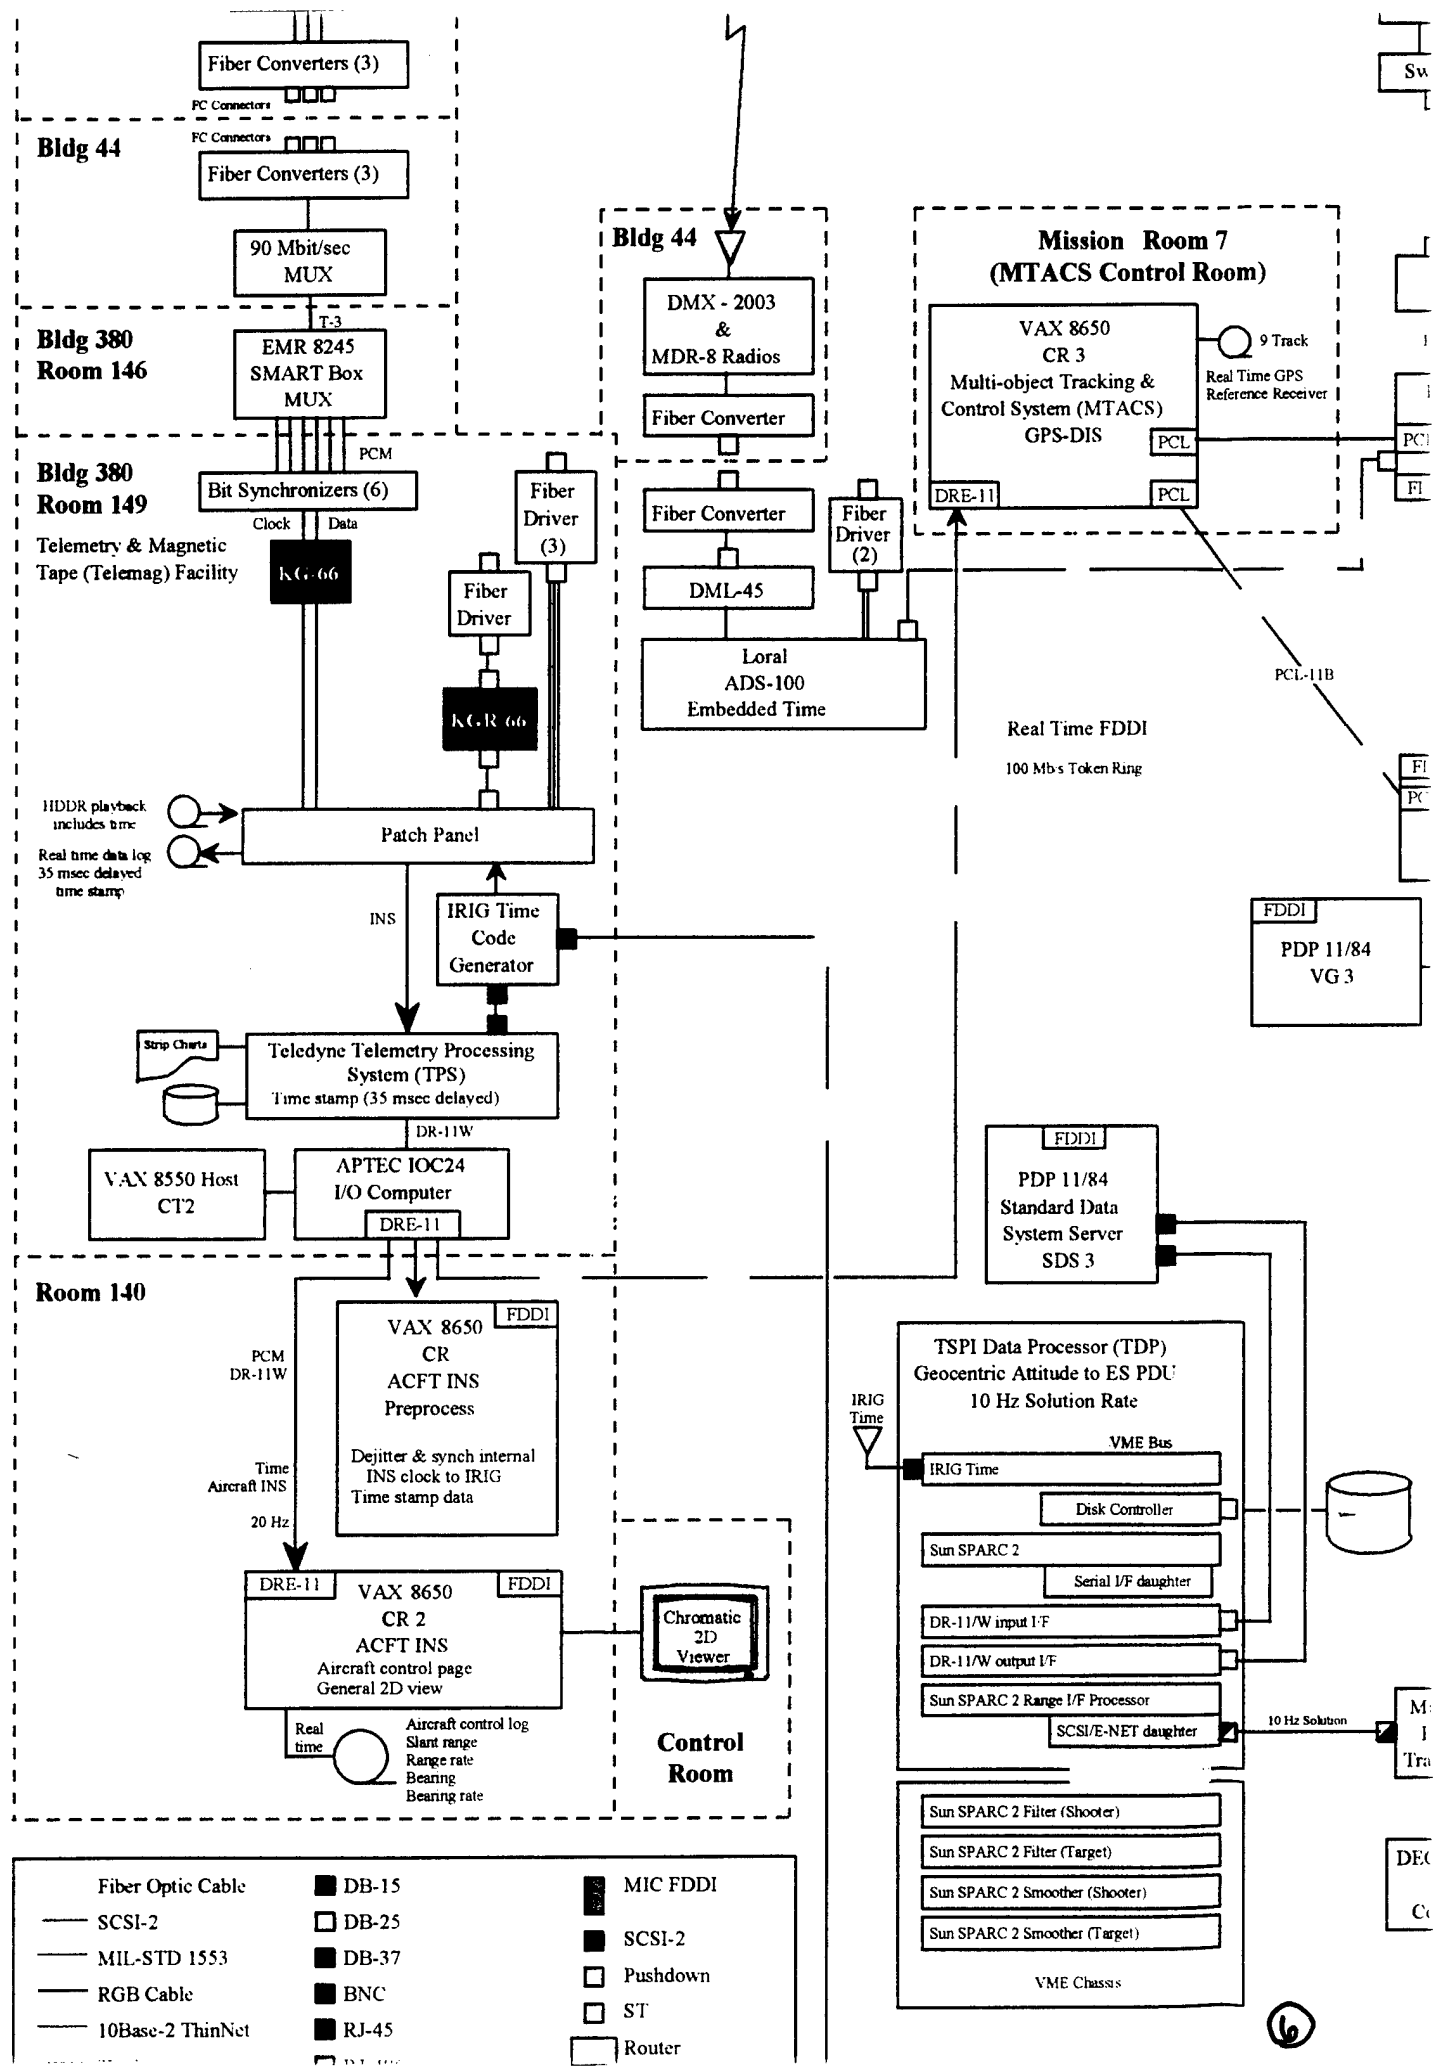 Fiber Converters (3)
FC Connectors
Bldg 44
FC Connectors
Fiber Converters (3)
90 Mbit/sec
MUX
T-3
Bldg 380
Room 146
EMR 8245
SMART Box
MUX
PCM
Bldg 380
Room 149
Telemetry & Magnetic
Tape (Telemag) Facility
Bit Synchronizers (6)
Clock
Data
KG-66
Fiber
Driver
(3)
Fiber
Driver
KGR-66
HDDR playback
includes time
Real time data log
35 msec delayed
time stamp
Patch Panel
INS
IRIG Time
Code
Generator
Strip Charts
Teledyne Telemetry Processing
System (TPS)
Time stamp (35 msec delayed)
DR-11W
VAX 8550 Host
CT2
APTEC IOC24
I/O Computer
DRE-11
Room 140
PCM
DR-11W
Time
Aircraft INS
20 Hz
FDDI
VAX 8650
CR
ACFT INS
Preprocess
Dejitter & synch internal
INS clock to IRIG
Time stamp data
DRE-11
FDDI
VAX 8650
CR 2
ACFT INS
Aircraft control page
General 2D view
Real
time
Aircraft control log
Slant range
Range rate
Bearing
Bearing rate
Chromatic
2D
Viewer
Control
Room
Bldg 44
DMX - 2003
&
MDR-8 Radios
Fiber Converter
Fiber Converter
DML-45
Fiber
Driver
(2)
Loral
ADS-100
Embedded Time
Mission Room 7
(MTACS Control Room)
VAX 8650
CR 3
Multi-object Tracking &
Control System (MTACS)
GPS-DIS
PCL
PCL
DRE-11
9 Track
Real Time GPS
Reference Receiver
PCL-11B
Real Time FDDI
100 Mb/s Token Ring
Sw
PCI
FI
FI
PC
FDDI
PDP 11/84
VG 3
FDDI
PDP 11/84
Standard Data
System Server
SDS 3
TSPI Data Processor (TDP)
Geocentric Attitude to ES PDU
10 Hz Solution Rate
IRIG
Time
VME Bus
IRIG Time
Disk Controller
Sun SPARC 2
Serial I/F daughter
DR-11/W input I/F
DR-11/W output I/F
Sun SPARC 2 Range I/F Processor
SCSI/E-NET daughter
10 Hz Solution
Tra
Sun SPARC 2 Filter (Shooter)
Sun SPARC 2 Filter (Target)
Sun SPARC 2 Smoother (Shooter)
Sun SPARC 2 Smoother (Target)
VME Chassis
DEC
Fiber Optic Cable
SCSI-2
MIL-STD 1553
RGB Cable
10Base-2 ThinNet
DB-15
DB-25
DB-37
BNC
RJ-45
MIC FDDI
SCSI-2
Pushdown
ST
Router
6